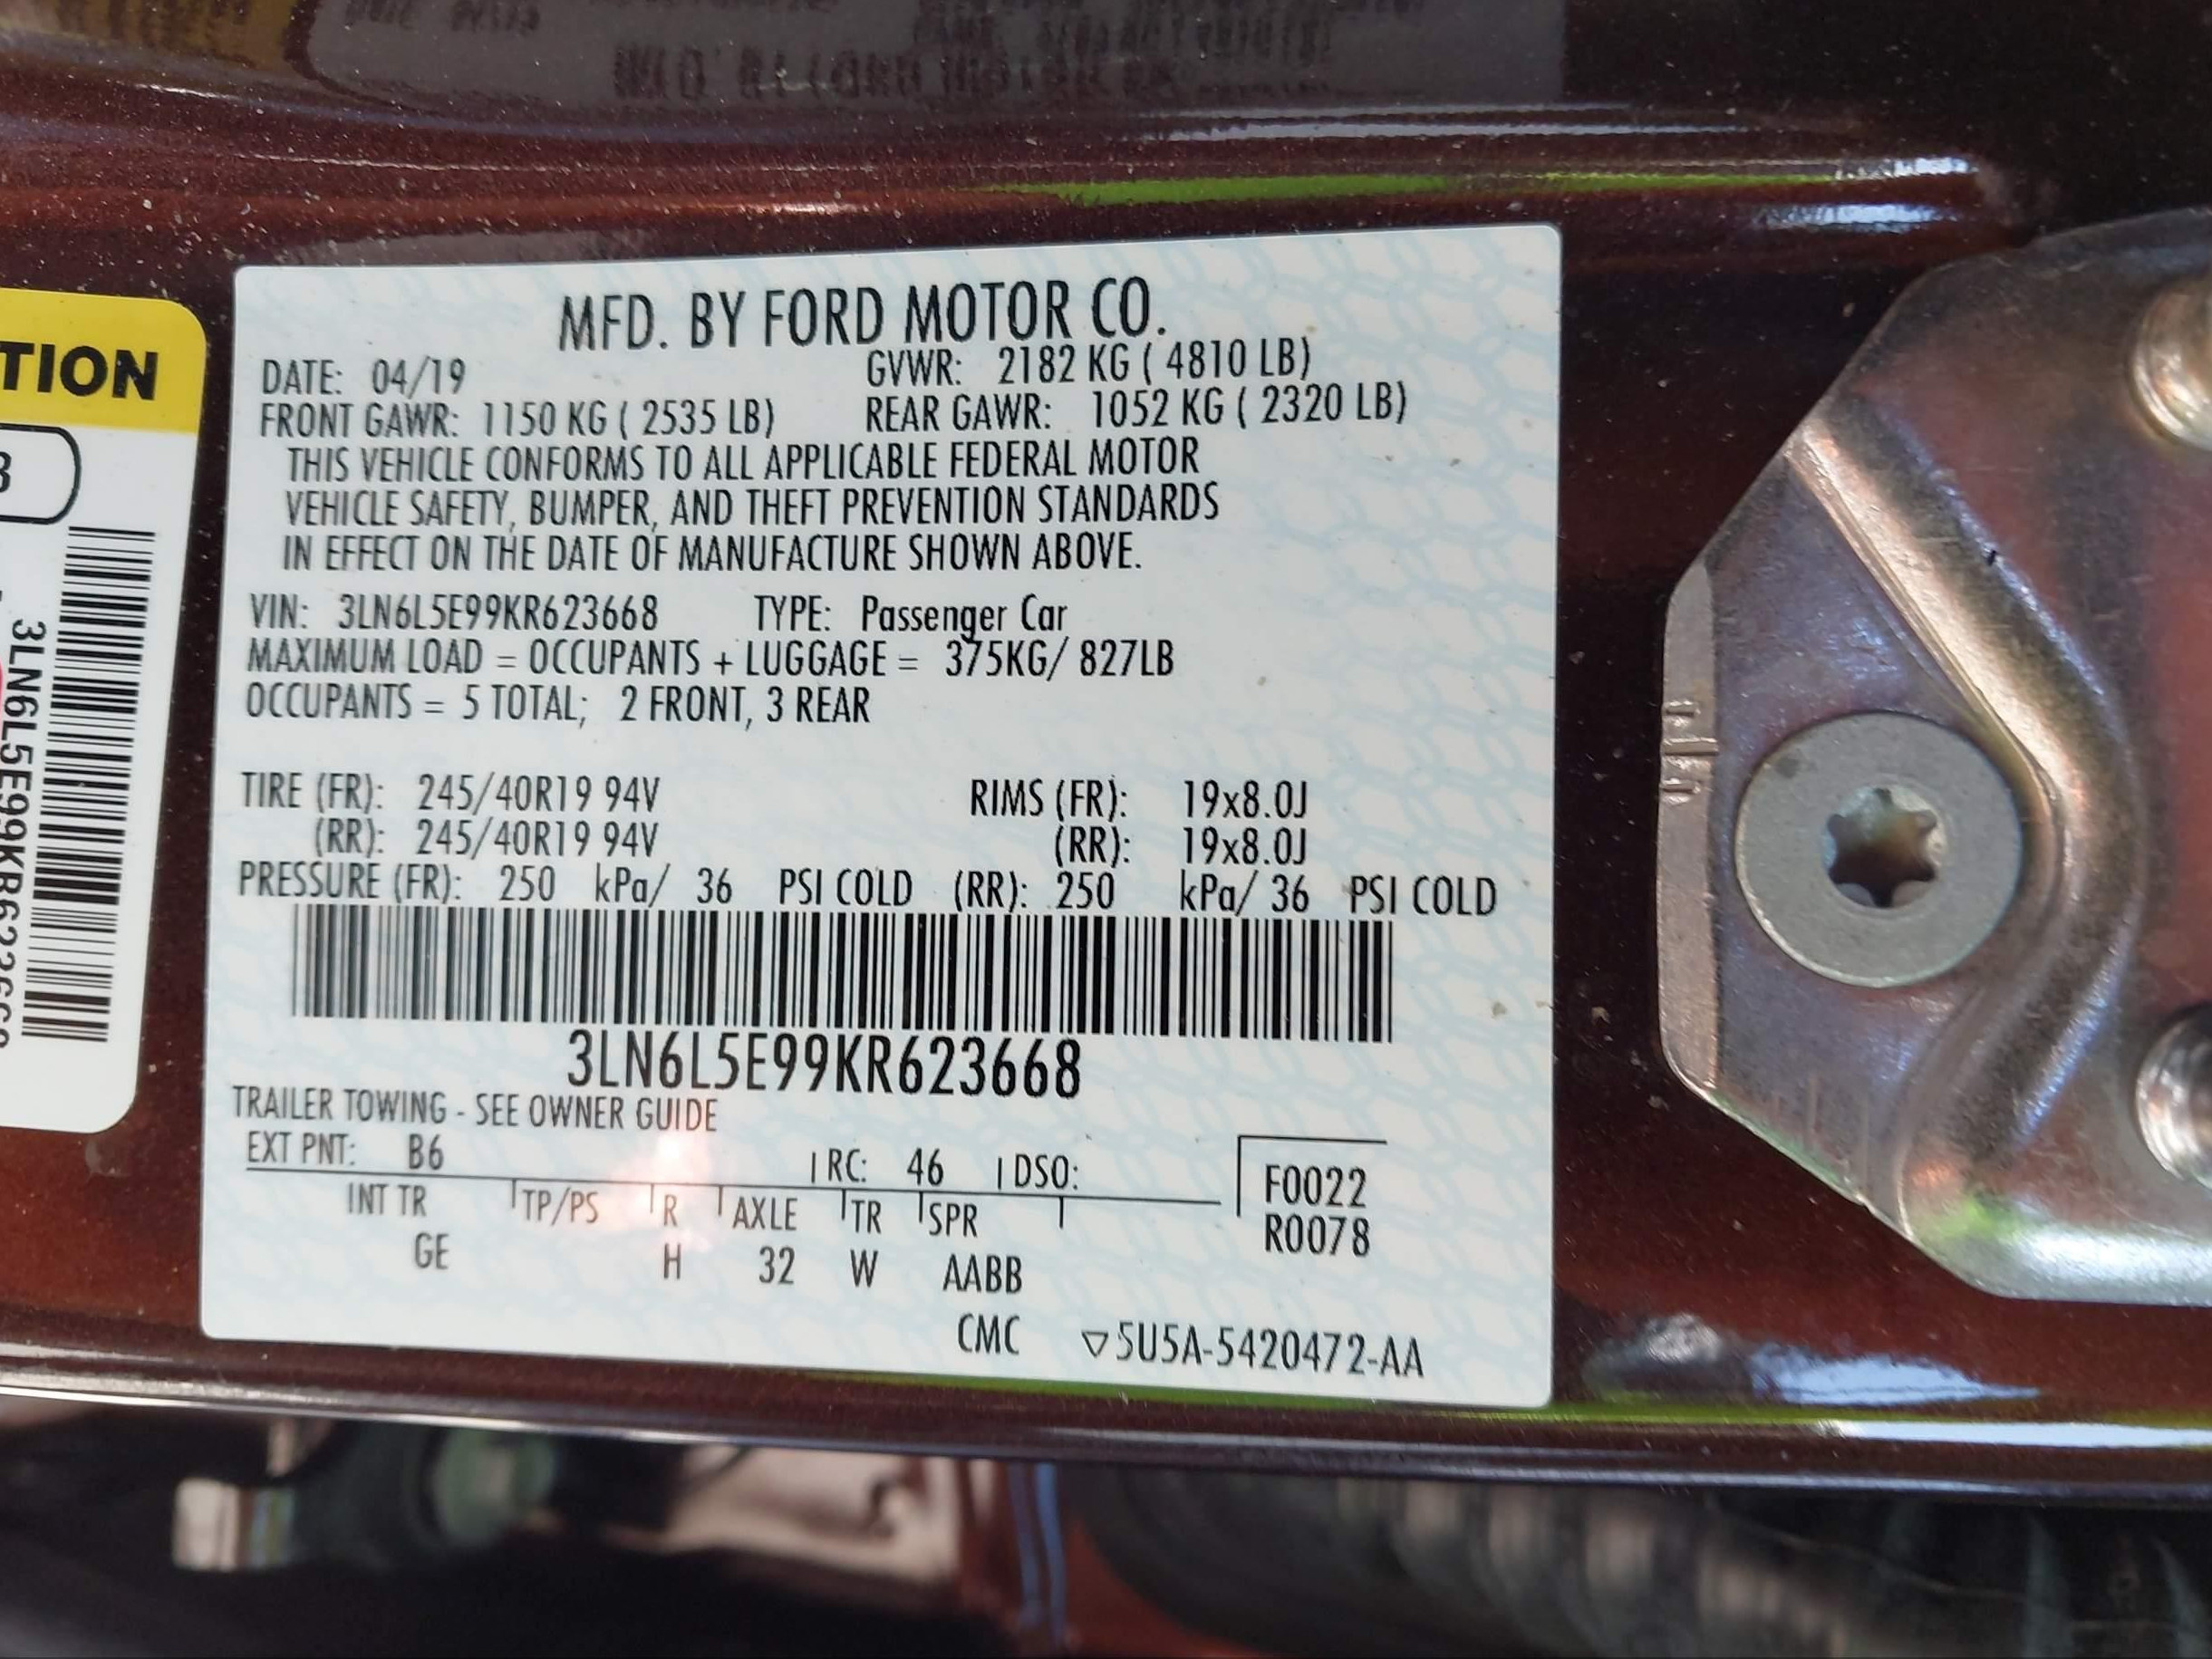 MFD. BY FORD MOTOR CO.
DATE: 04/19 GVWR: 2182 KG ( 4810 LB)
FRONT GAWR: 1150 KG ( 2535 LB) REAR GAWR: 1052 KG ( 2320 LB)
THIS VEHICLE CONFORMS TO ALL APPLICABLE FEDERAL MOTOR
VEHICLE SAFETY, BUMPER, AND THEFT PREVENTION STANDARDS
IN EFFECT ON THE DATE OF MANUFACTURE SHOWN ABOVE.
VIN: 3LN6L5E99KR623668 TYPE: Passenger Car
MAXIMUM LOAD = OCCUPANTS + LUGGAGE = 375KG/ 827LB
OCCUPANTS = 5 TOTAL; 2 FRONT, 3 REAR
TIRE (FR): 245/40R19 94V RIMS (FR): 19x8.0J
(RR): 245/40R19 94V (RR): 19x8.0J
PRESSURE (FR): 250 kPa/ 36 PSI COLD (RR): 250 kPa/ 36 PSI COLD
3LN6L5E99KR623668
TRAILER TOWING - SEE OWNER GUIDE
EXT PNT: B6 RC: 46 DSO:
F0022
INT TR TP/PS R AXLE TR SPR
R0078
GE H 32 W AABB
CMC ▽5U5A-5420472-AA
TION
3LN6L5E99KR623668